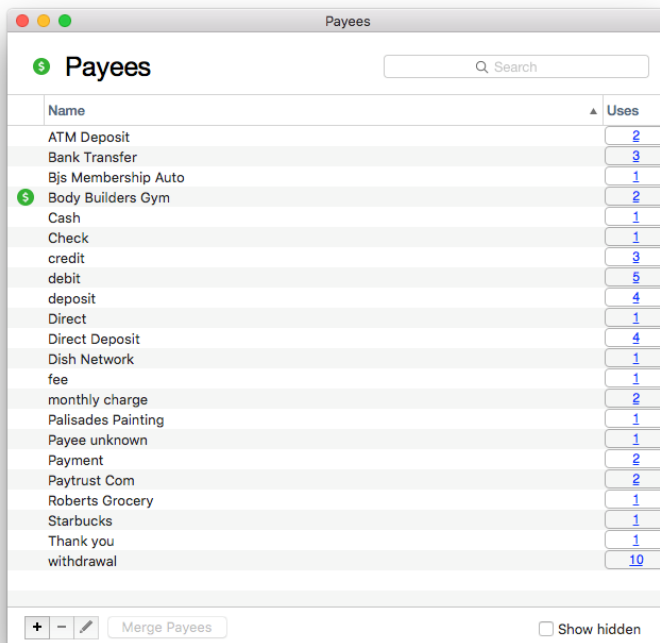 Payees
$ Payees
Search
Name ▲ Uses
ATM Deposit 2
Bank Transfer 3
Bjs Membership Auto 1
$ Body Builders Gym 2
Cash 1
Check 1
credit 3
debit 5
deposit 4
Direct 1
Direct Deposit 4
Dish Network 1
fee 1
monthly charge 2
Palisades Painting 1
Payee unknown 1
Payment 2
Paytrust Com 2
Roberts Grocery 1
Starbucks 1
Thank you 1
withdrawal 10
+ − Merge Payees Show hidden